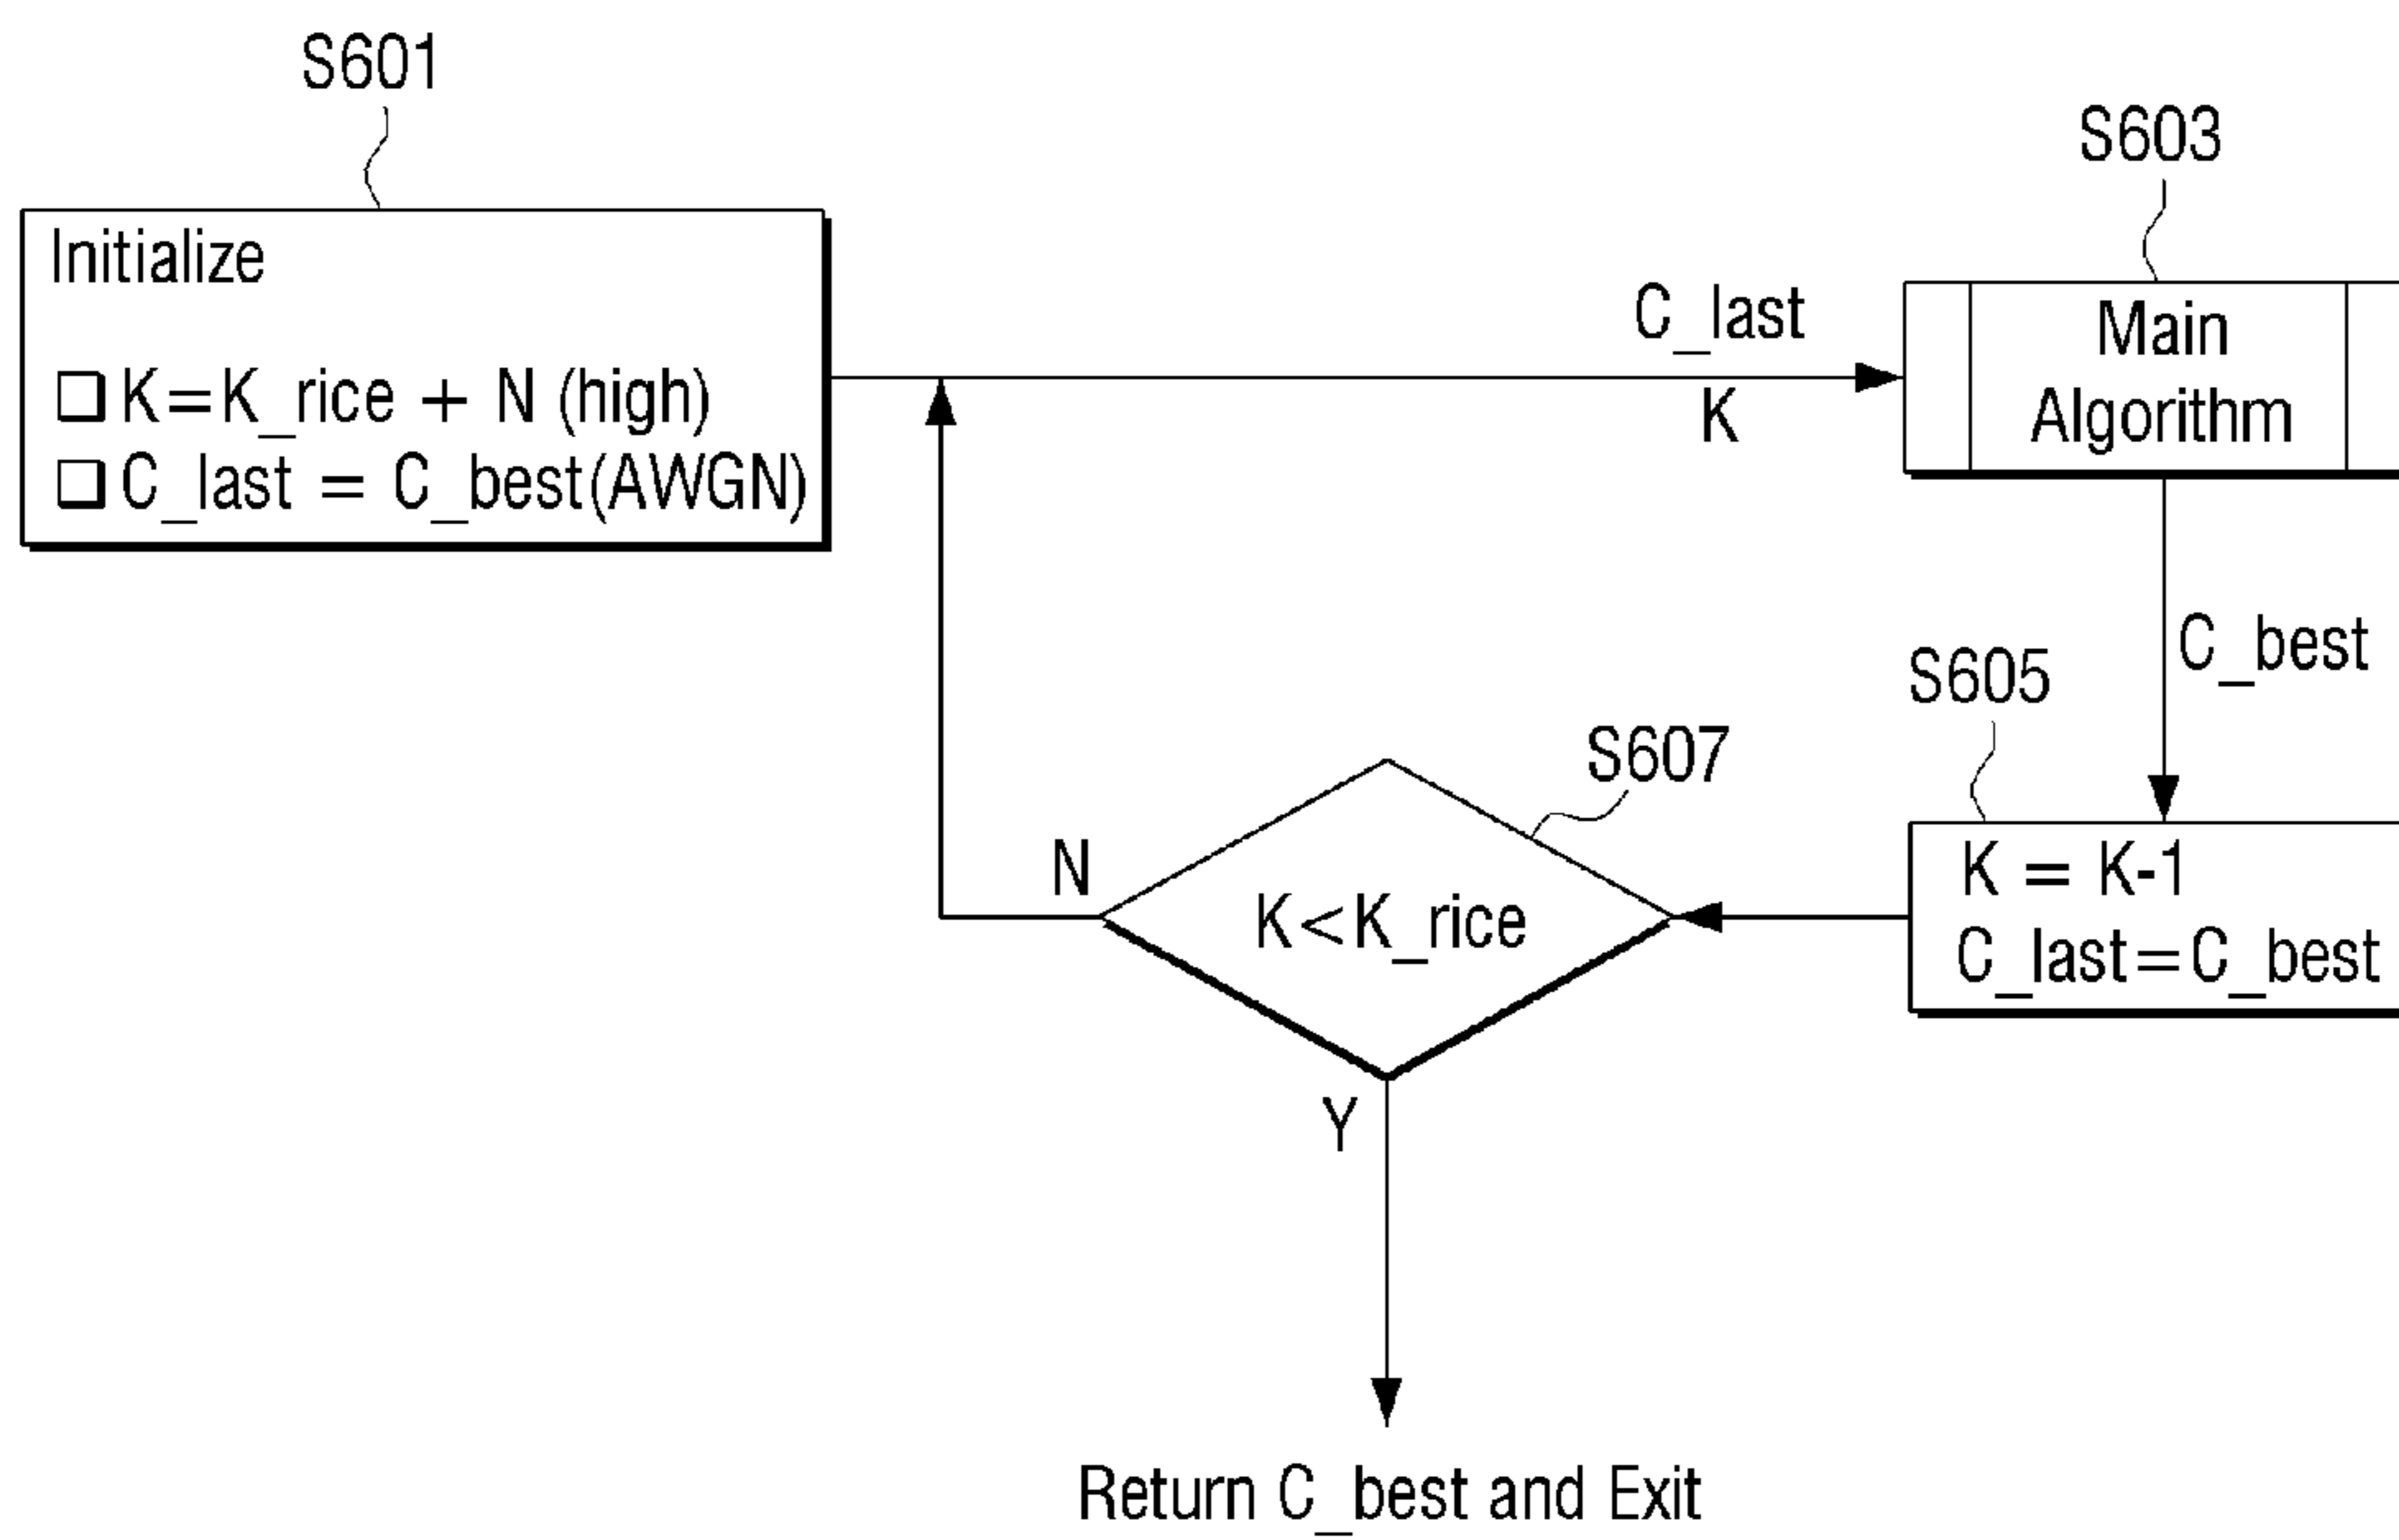 S601
Initialize
□ K=K_rice + N (high)
□ C_last = C_best(AWGN)
S603
C_last
K
Main
Algorithm
C_best
S605
K = K-1
C_last=C_best
S607
K<K_rice
N
Y
Return C_best and Exit